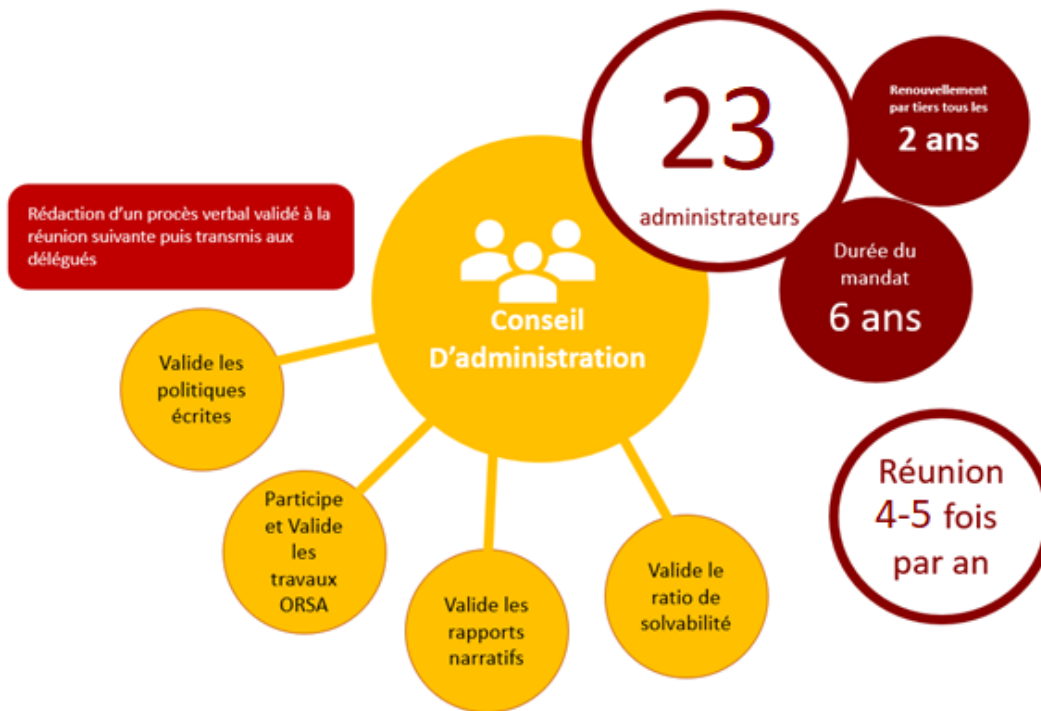 23
administrateurs
Renouvellement
par tiers tous les
2 ans
Durée du
mandat
6 ans
Rédaction d’un procès verbal validé à la
réunion suivante puis transmis aux
délégués
Conseil
D’administration
Valide les
politiques
écrites
Participe
et Valide
les
travaux
ORSA
Valide les
rapports
narratifs
Valide le
ratio de
solvabilité
Réunion
4-5 fois
par an